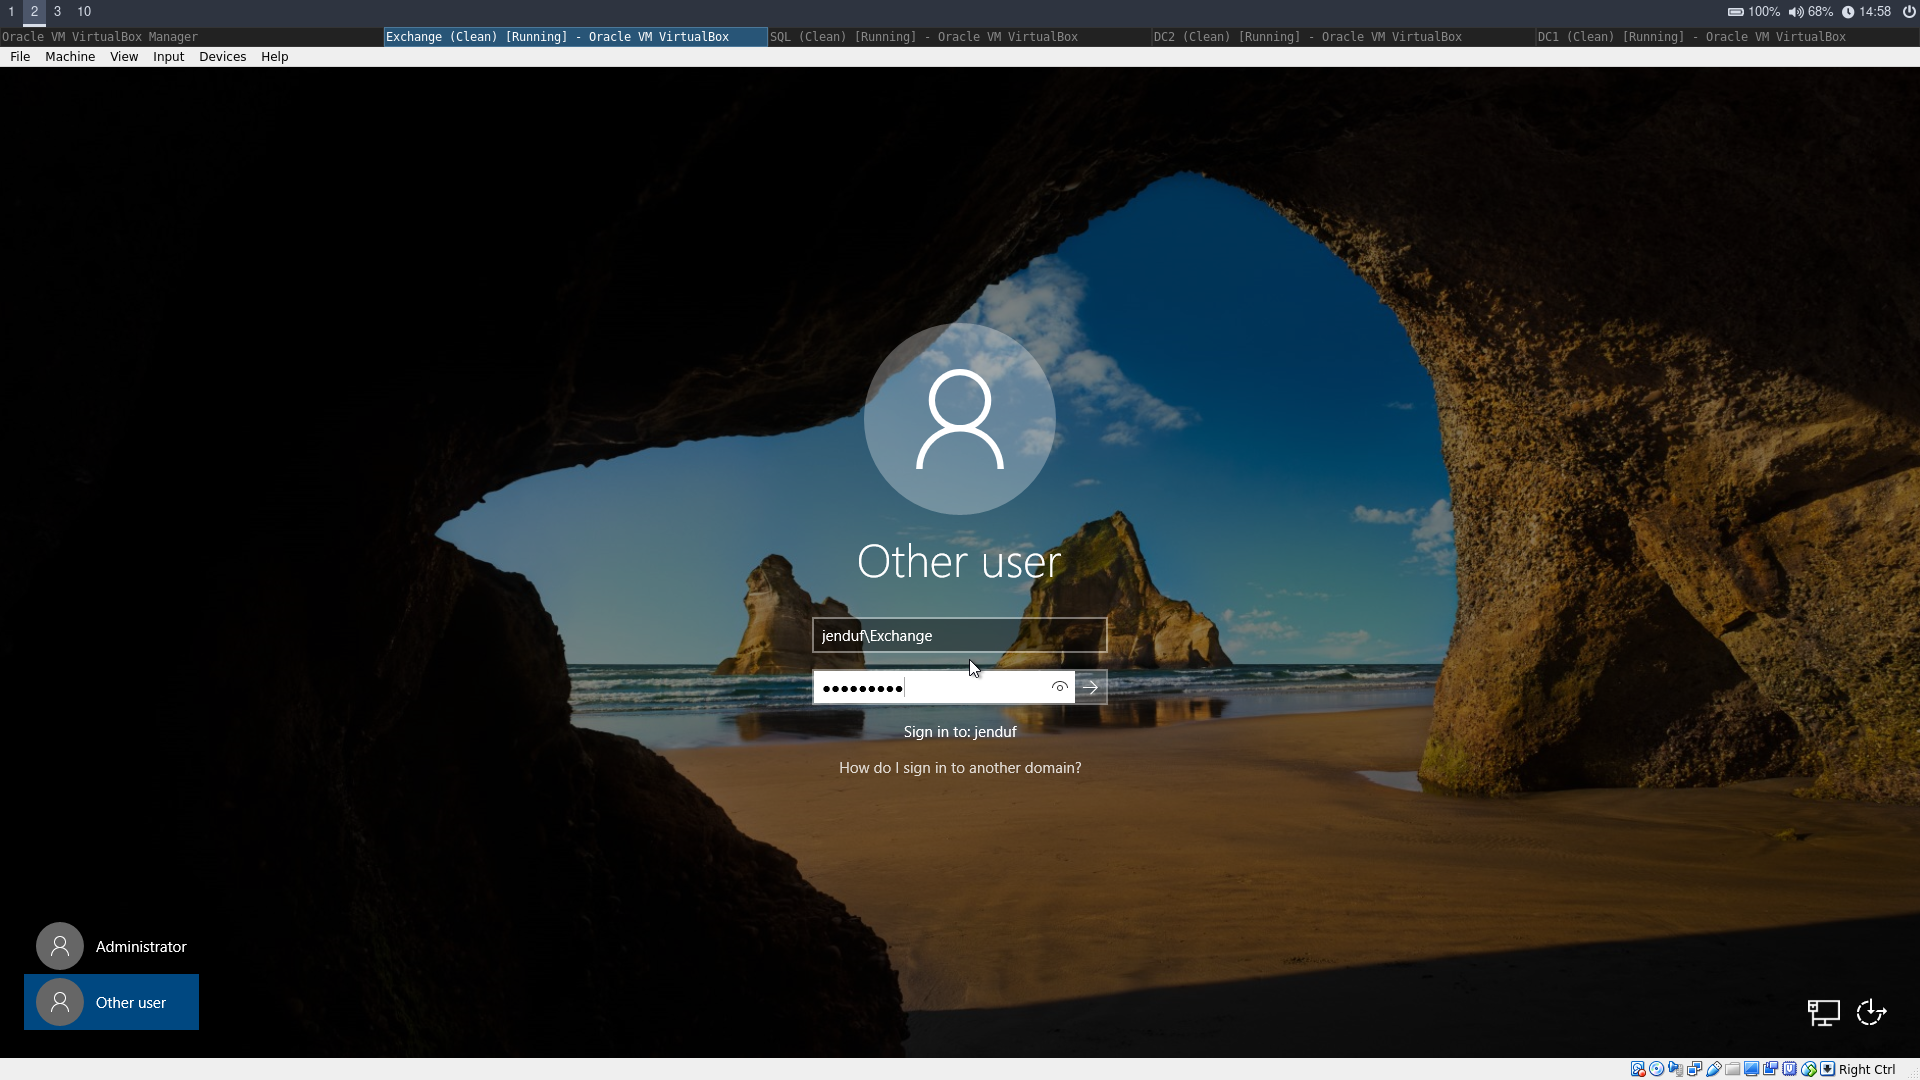 1 2 3 10 100% 68% 14:58
Oracle VM VirtualBox Manager Exchange (Clean) [Running] - Oracle VM VirtualBox SQL (Clean) [Running] - Oracle VM VirtualBox DC2 (Clean) [Running] - Oracle VM VirtualBox DC1 (Clean) [Running] - Oracle VM VirtualBox
File Machine View Input Devices Help
Other user
jenduf\Exchange
●●●●●●●●●
Sign in to: jenduf
How do I sign in to another domain?
Administrator
Other user
Right Ctrl